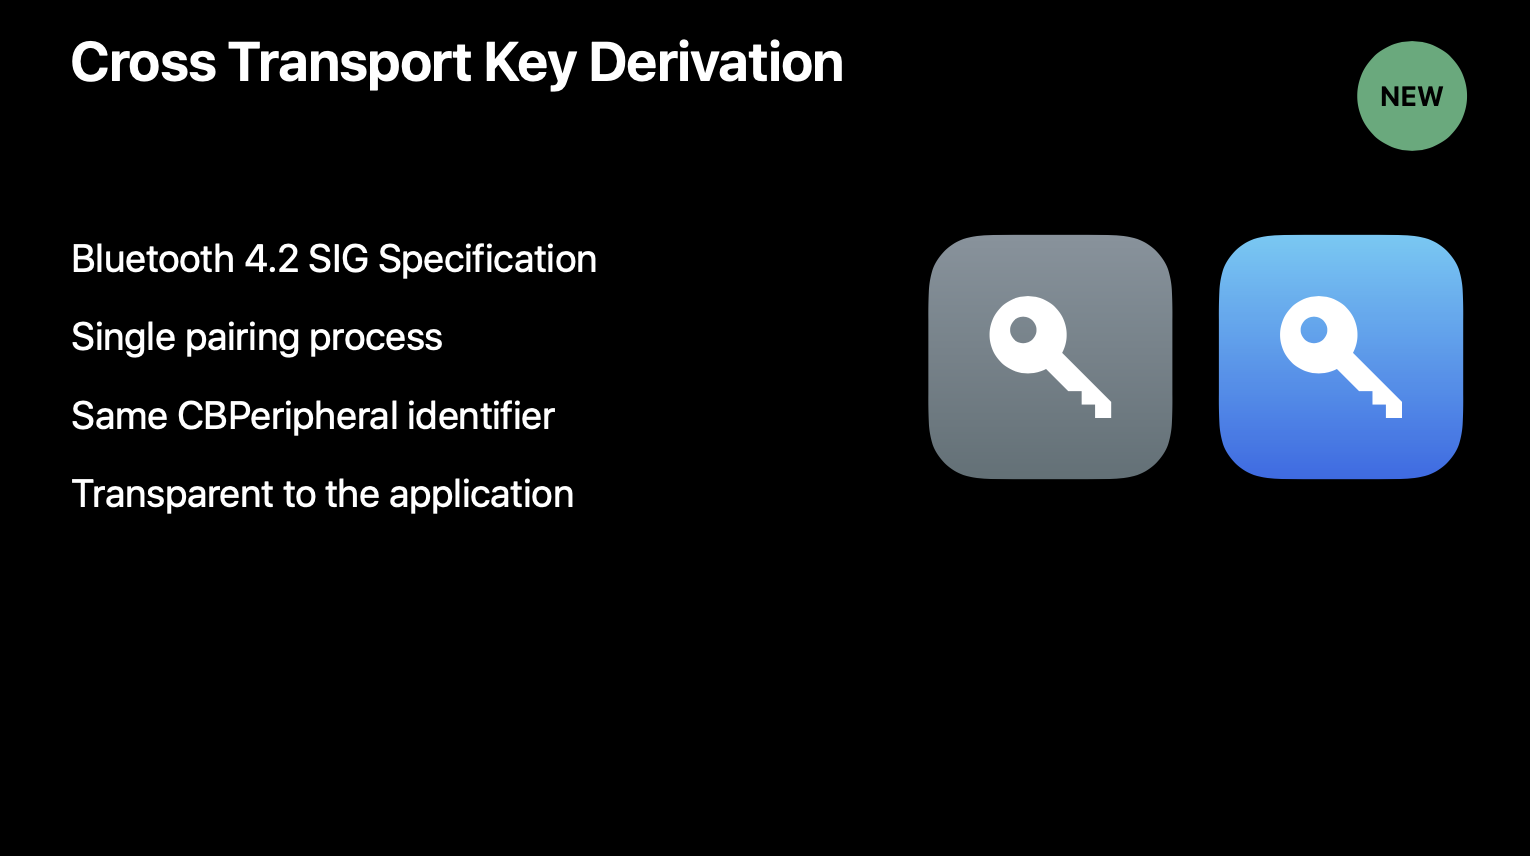 Cross Transport Key Derivation
NEW
Bluetooth 4.2 SIG Specification
Single pairing process
Same CBPeripheral identifier
Transparent to the application